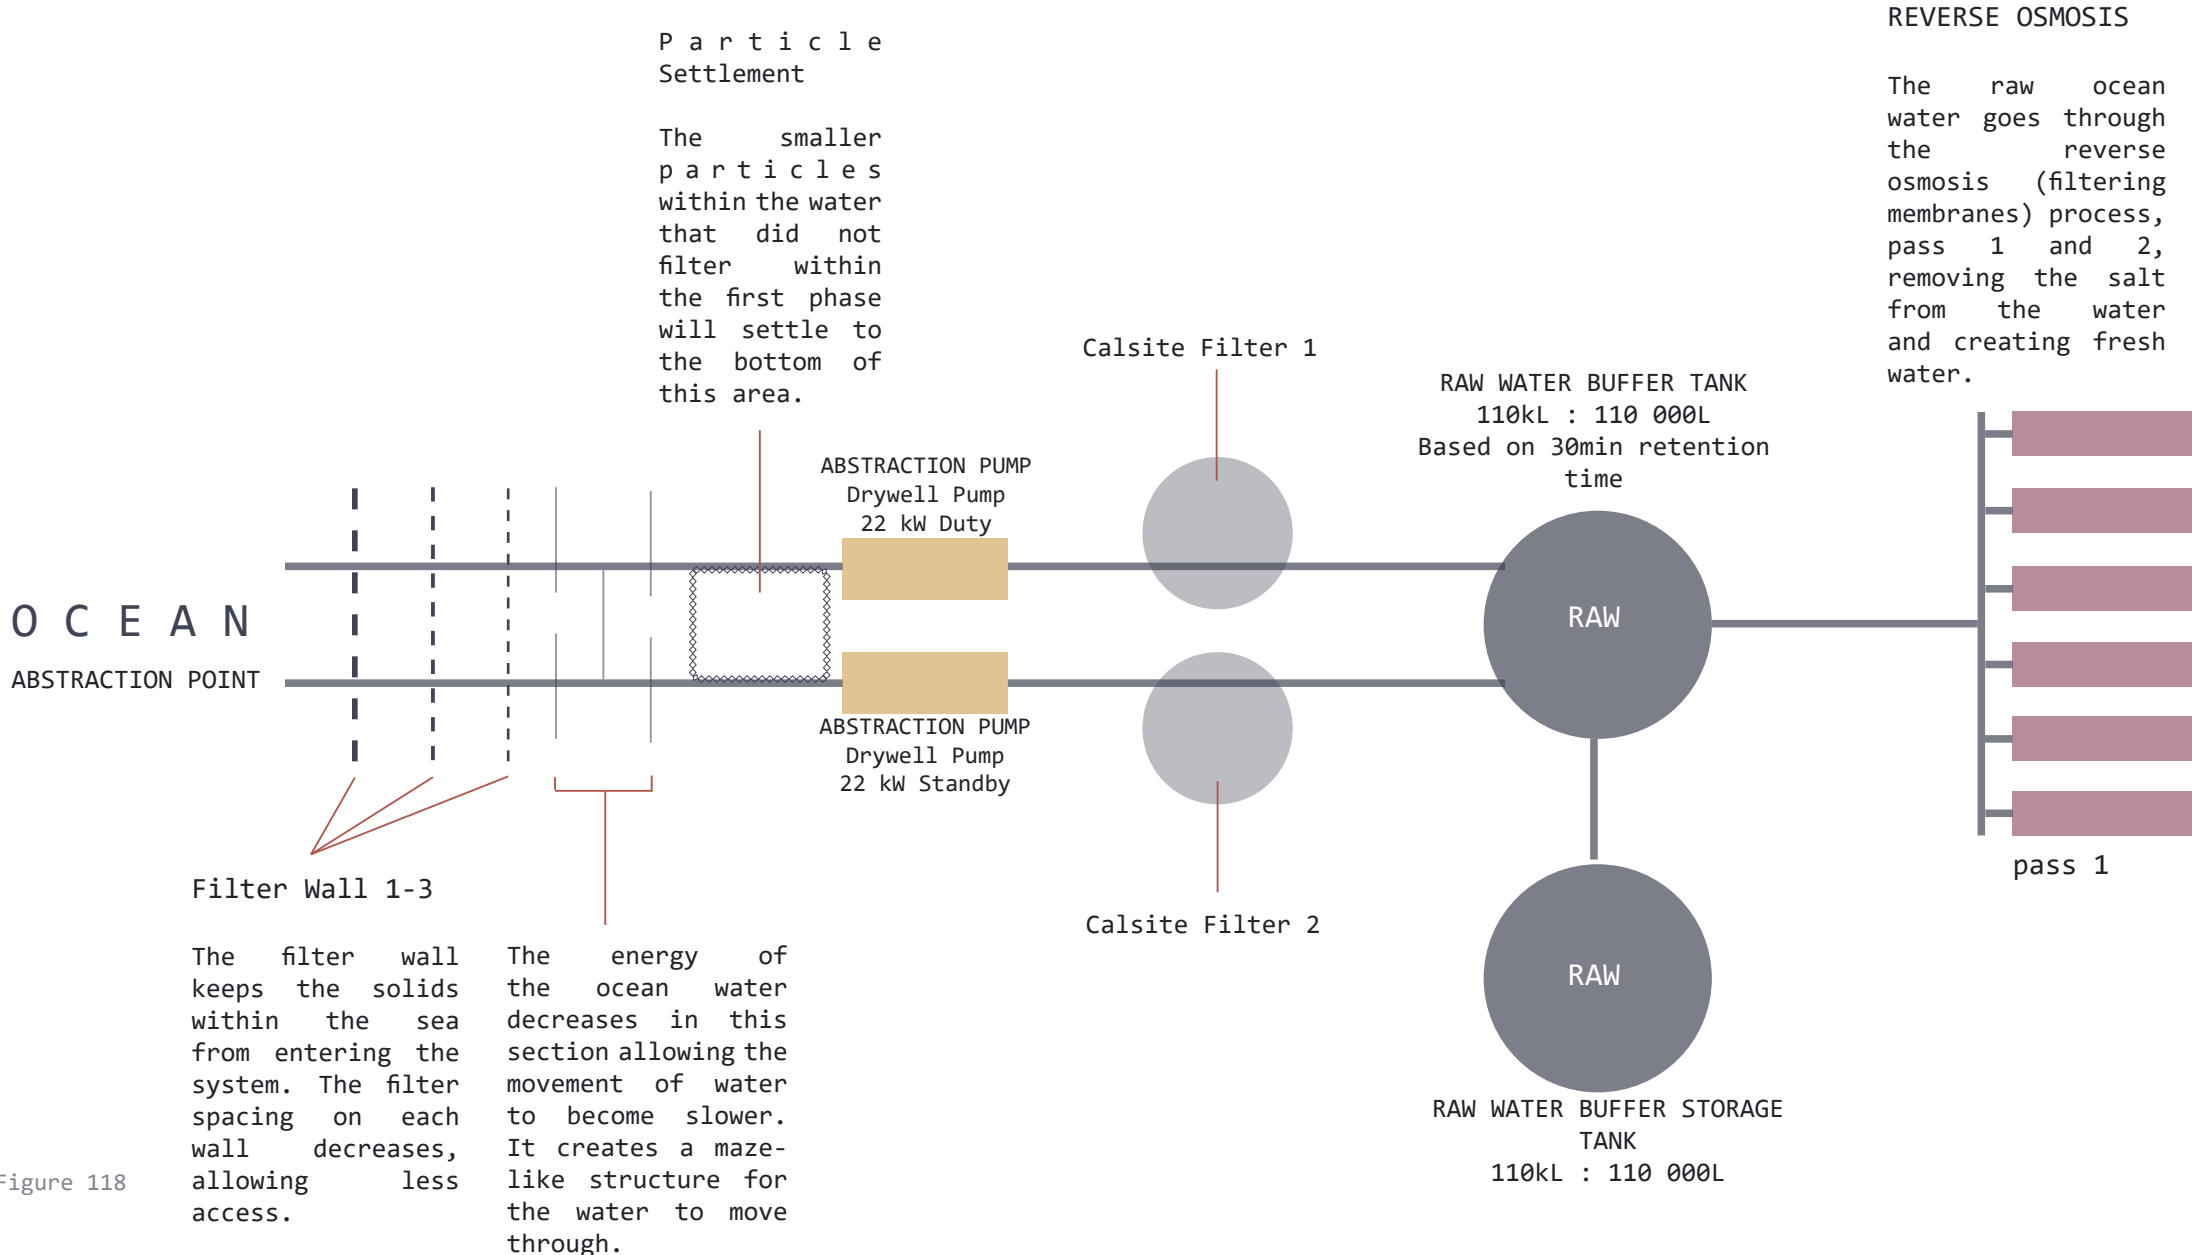 REVERSE OSMOSIS
The raw ocean
water goes through
the reverse
osmosis (filtering
membranes) process,
pass 1 and 2,
removing the salt
from the water
and creating fresh
water.
Particle
Settlement
The smaller
particles
within the water
that did not
filter within
the first phase
will settle to
the bottom of
this area.
Calsite Filter 1
RAW WATER BUFFER TANK
110kL : 110 000L
Based on 30min retention
time
ABSTRACTION PUMP
Drywell Pump
22 kW Duty
OCEAN
ABSTRACTION POINT
RAW
ABSTRACTION PUMP
Drywell Pump
22 kW Standby
pass 1
Filter Wall 1-3
Calsite Filter 2
The filter wall
keeps the solids
within the sea
from entering the
system. The filter
spacing on each
wall decreases,
allowing less
access.
The energy of
the ocean water
decreases in this
section allowing the
movement of water
to become slower.
It creates a maze-
like structure for
the water to move
through.
RAW
RAW WATER BUFFER STORAGE
TANK
110kL : 110 000L
Figure 118